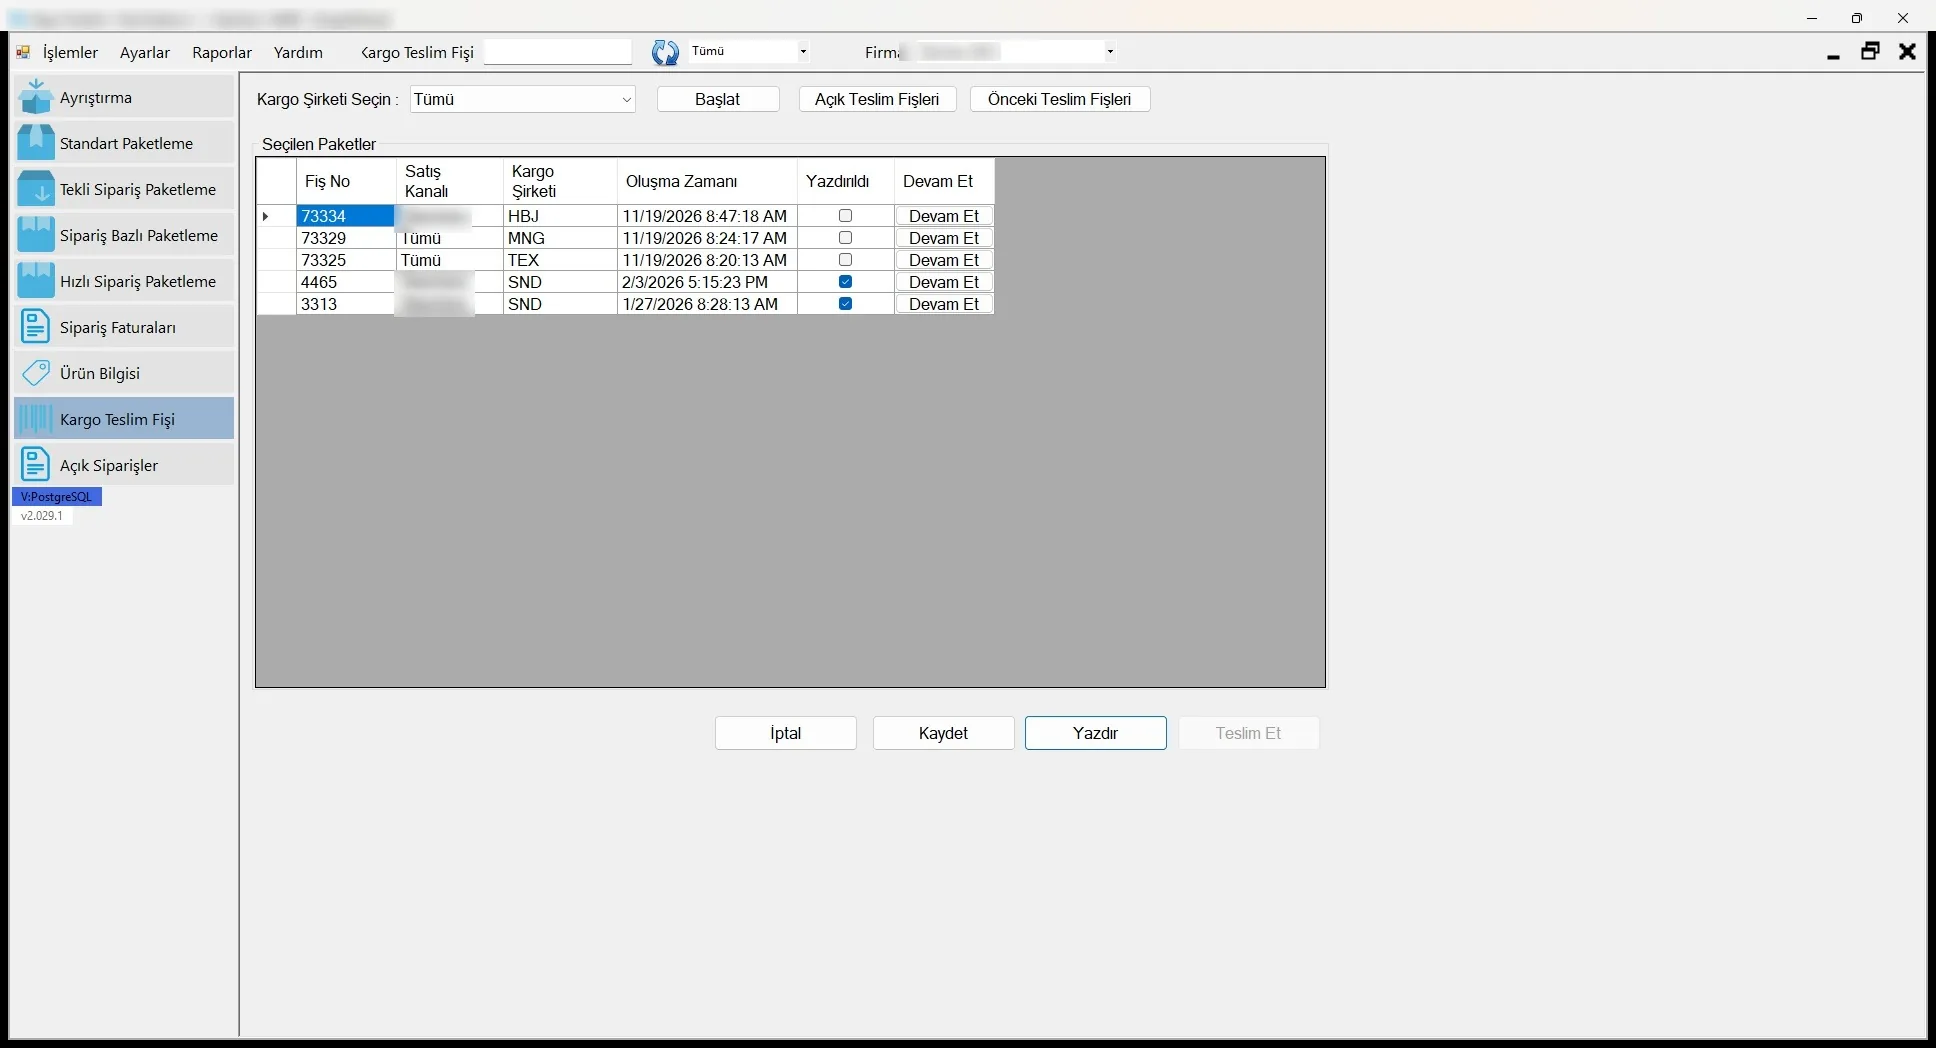 İşlemler Ayarlar Raporlar Yardım Kargo Teslim Fişi Tümü Firma
Ayrıştırma
Standart Paketleme
Tekli Sipariş Paketleme
Sipariş Bazlı Paketleme
Hızlı Sipariş Paketleme
Sipariş Faturaları
Ürün Bilgisi
Kargo Teslim Fişi
Açık Siparişler
V:PostgreSQL
v2.029.1
Kargo Şirketi Seçin : Tümü Başlat Açık Teslim Fişleri Önceki Teslim Fişleri
Seçilen Paketler
Fiş No Satış Kanalı Kargo Şirketi Oluşma Zamanı Yazdırıldı Devam Et
73334 HBJ 11/19/2026 8:47:18 AM Devam Et
73329 Tümü MNG 11/19/2026 8:24:17 AM Devam Et
73325 Tümü TEX 11/19/2026 8:20:13 AM Devam Et
4465 SND 2/3/2026 5:15:23 PM Devam Et
3313 SND 1/27/2026 8:28:13 AM Devam Et
İptal Kaydet Yazdır Teslim Et